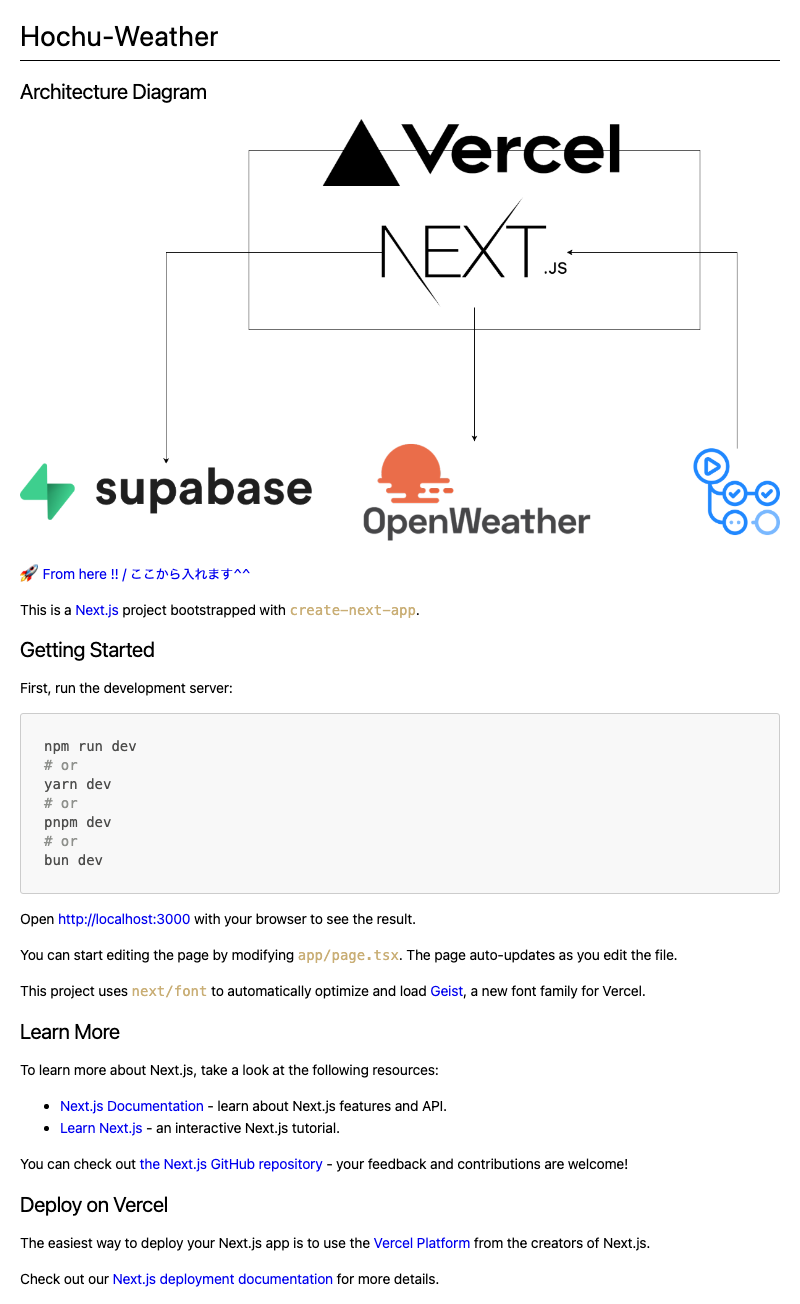 Hochu-Weather
Architecture Diagram
Vercel
NEXT.JS
supabase
OpenWeather
🚀 From here !! / ここから入れます^^
This is a Next.js project bootstrapped with create-next-app.
Getting Started
First, run the development server:
npm run dev
# or
yarn dev
# or
pnpm dev
# or
bun dev
Open http://localhost:3000 with your browser to see the result.
You can start editing the page by modifying app/page.tsx. The page auto-updates as you edit the file.
This project uses next/font to automatically optimize and load Geist, a new font family for Vercel.
Learn More
To learn more about Next.js, take a look at the following resources:
• Next.js Documentation - learn about Next.js features and API.
• Learn Next.js - an interactive Next.js tutorial.
You can check out the Next.js GitHub repository - your feedback and contributions are welcome!
Deploy on Vercel
The easiest way to deploy your Next.js app is to use the Vercel Platform from the creators of Next.js.
Check out our Next.js deployment documentation for more details.